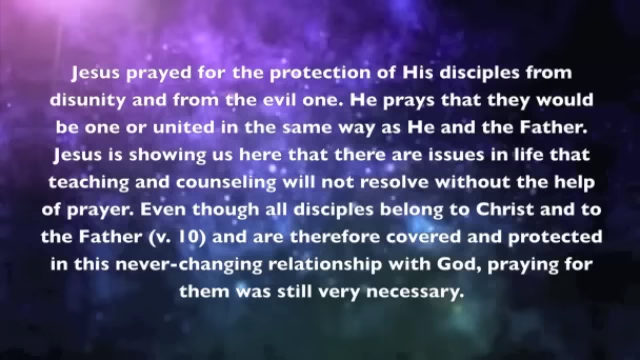 Jesus prayed for the protection of His disciples from
disunity and from the evil one. He prays that they would
be one or united in the same way as He and the Father.
Jesus is showing us here that there are issues in life that
teaching and counseling will not resolve without the help
of prayer. Even though all disciples belong to Christ and to
the Father (v. 10) and are therefore covered and protected
in this never-changing relationship with God, praying for
them was still very necessary.